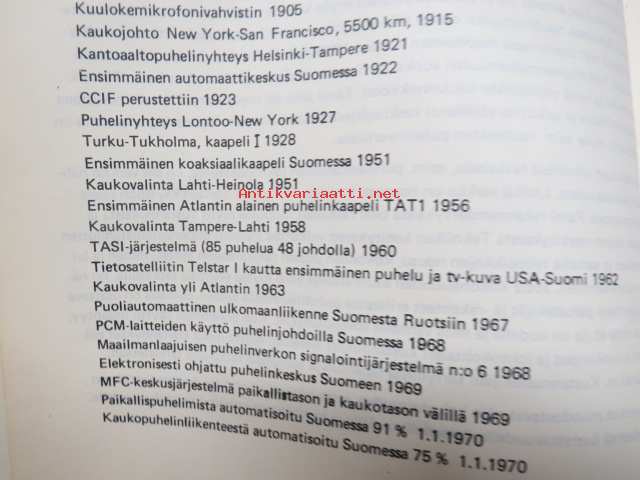 Kuulokemikrofonivahvistin 1905
Kaukojohto New York-San Francisco, 5500 km, 1915
Kantoaaltopuhelinyhteys Helsinki-Tampere 1921
Ensimmäinen automaattikeskus Suomessa 1922
CCIF perustettiin 1923
Puhelinyhteys Lontoo-New York 1927
Turku-Tukholma, kaapeli I 1928
Ensimmäinen koaksiaalikaapeli Suomessa 1951
Kaukovalinta Lahti-Heinola 1951
Antikvariaatti.net
Ensimmäinen Atlantin alainen puhelinkaapeli TAT1 1956
Kaukovalinta Tampere-Lahti 1958
TASI-järjestelmä (85 puhelua 48 johdolla) 1960
Tietosatelliitin Telstar I kautta ensimmäinen puhelu ja tv-kuva USA-Suomi 1962
Kaukovalinta yli Atlantin 1963
Puoliautomaattinen ulkomaanliikenne Suomesta Ruotsiin 1967
PCM-laitteiden käyttö puhelinjohdoilla Suomessa 1968
Maailmanlaajuisen puhelinverkon signalointijärjestelmä n:o 6 1968
Elektronisesti ohjattu puhelinkeskus Suomeen 1969
MFC-keskusjärjestelmä paikallistason ja kaukotason välillä 1969
Paikallispuhelimista automatisoitu Suomessa 91 % 1.1.1970
Kaukopuhelinliikenteestä automatisoitu Suomessa 75 % 1.1.1970